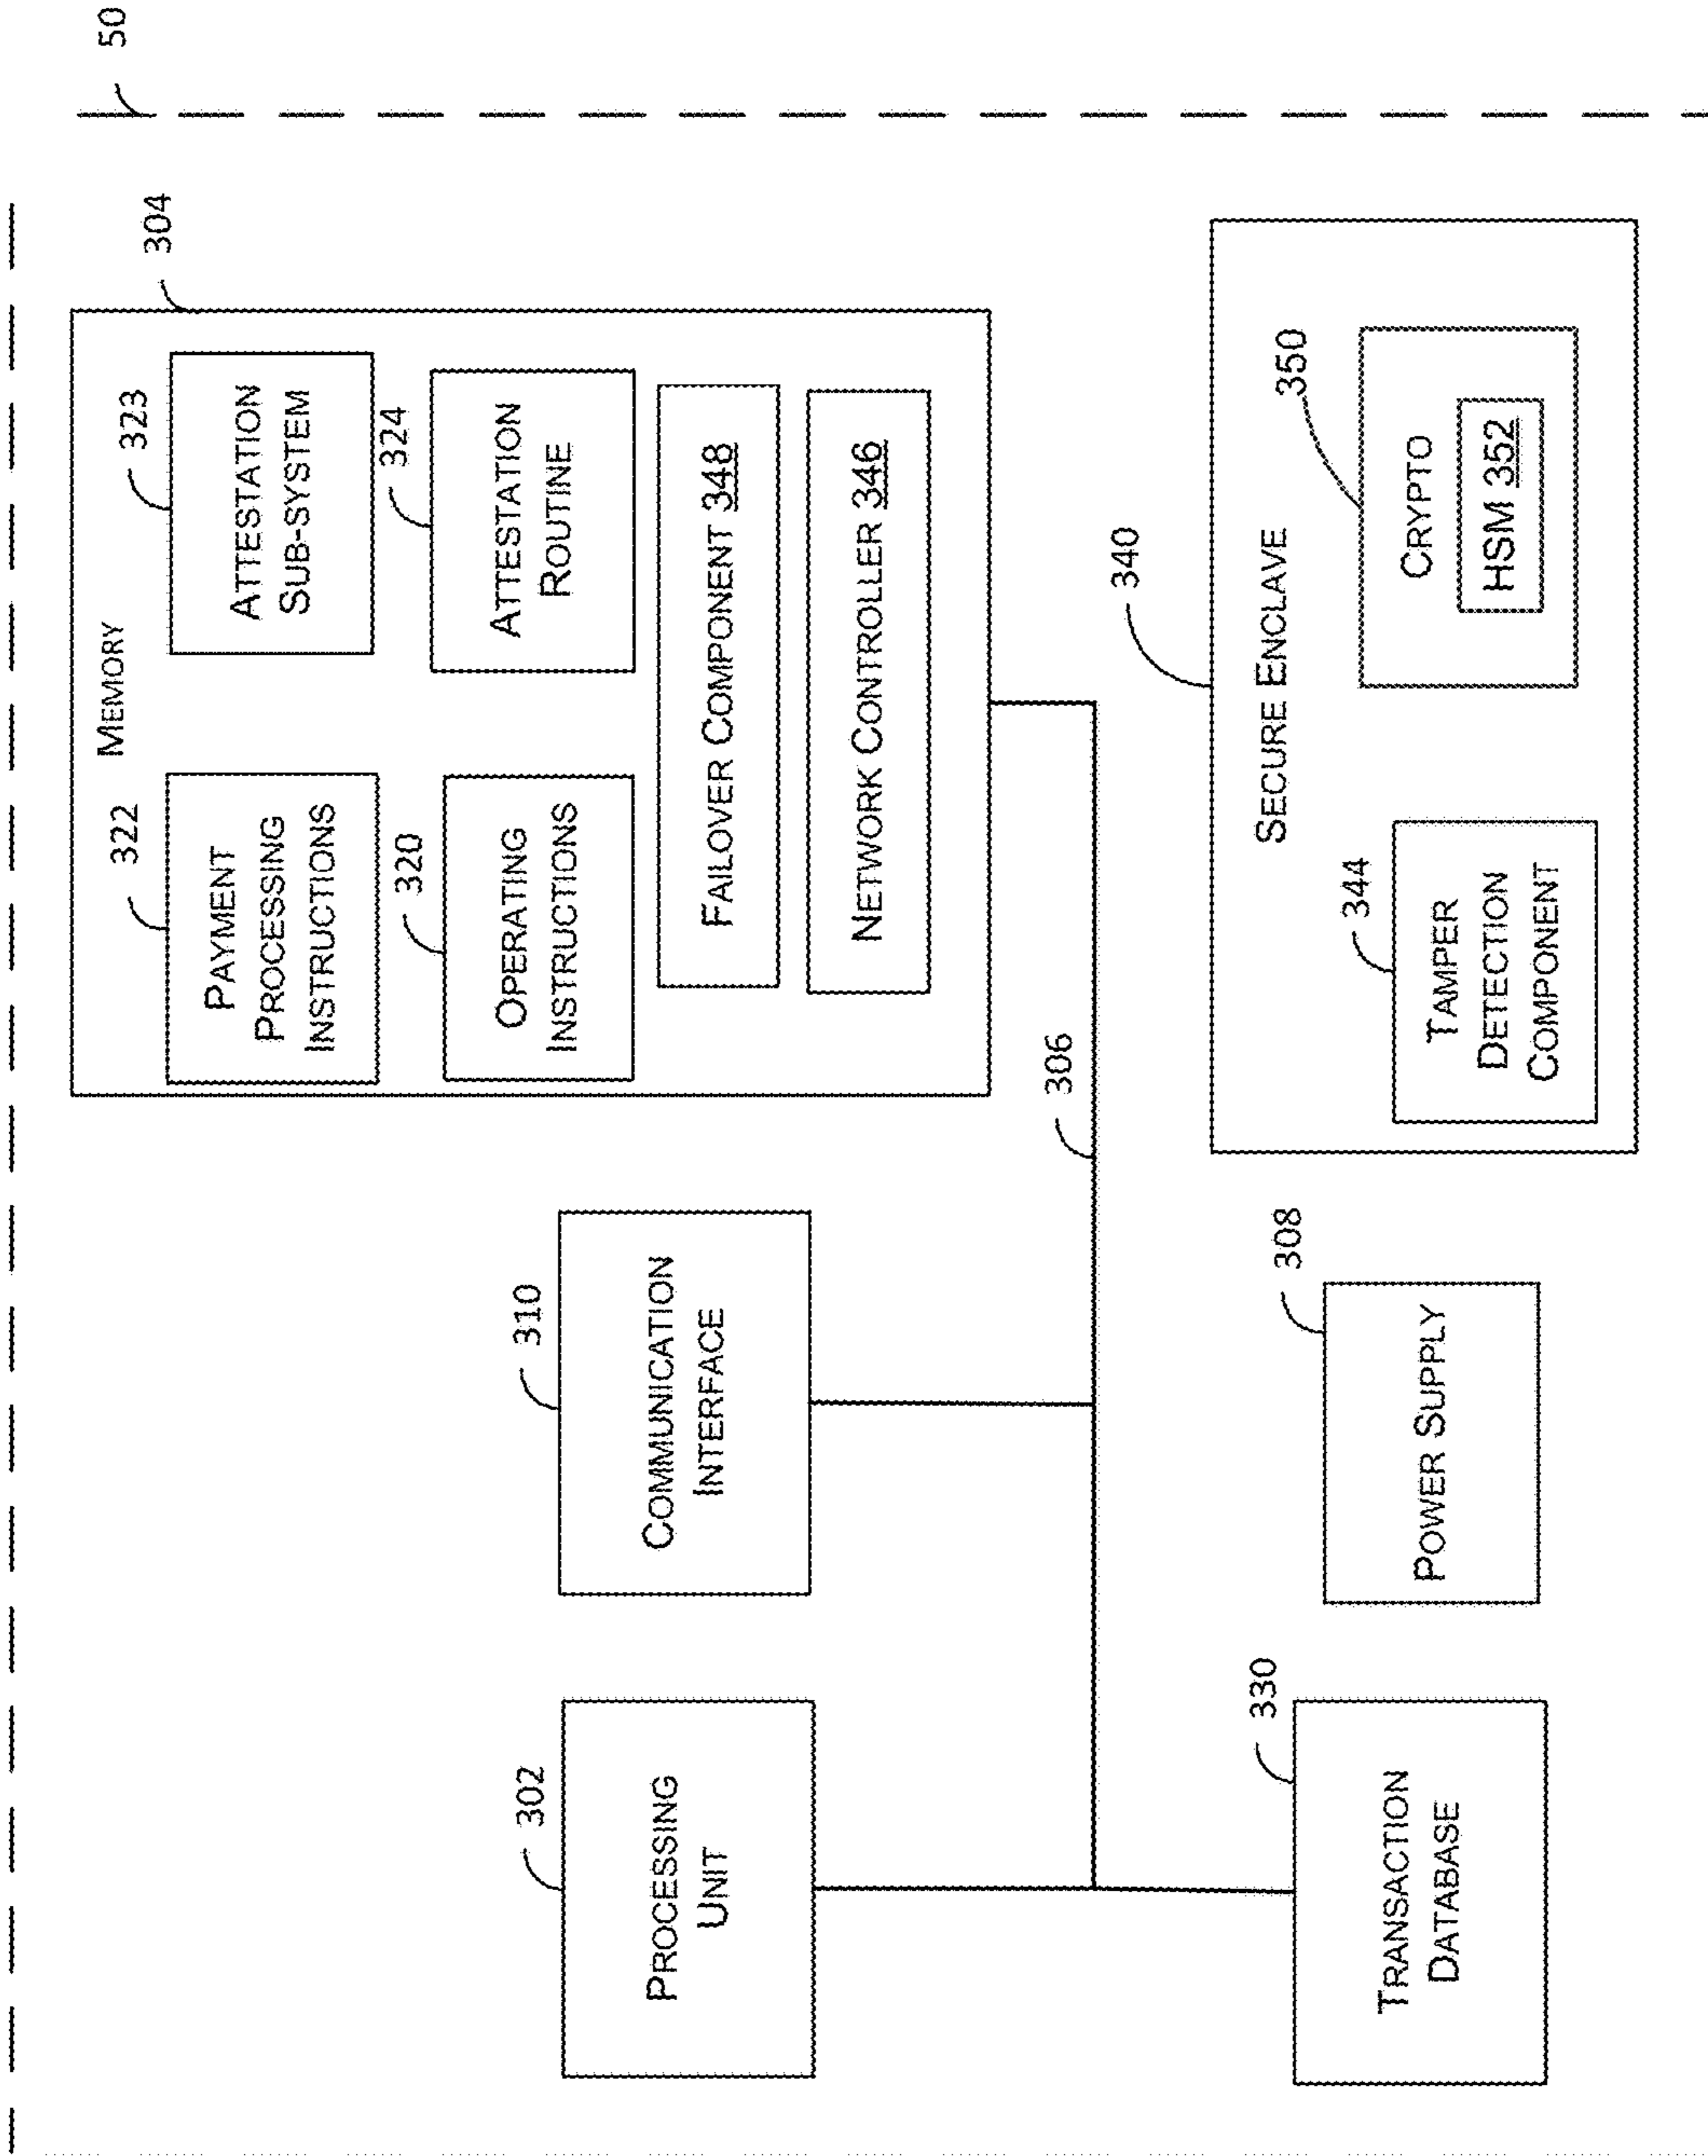 50
304
MEMORY
322
PAYMENT
PROCESSING
INSTRUCTIONS
323
ATTESTATION
SUB-SYSTEM
320
OPERATING
INSTRUCTIONS
324
ATTESTATION
ROUTINE
FAILOVER COMPONENT 348
NETWORK CONTROLLER 346
302
PROCESSING
UNIT
310
COMMUNICATION
INTERFACE
306
330
TRANSACTION
DATABASE
308
POWER SUPPLY
340
SECURE ENCLAVE
344
TAMPER
DETECTION
COMPONENT
350
CRYPTO
HSM 352